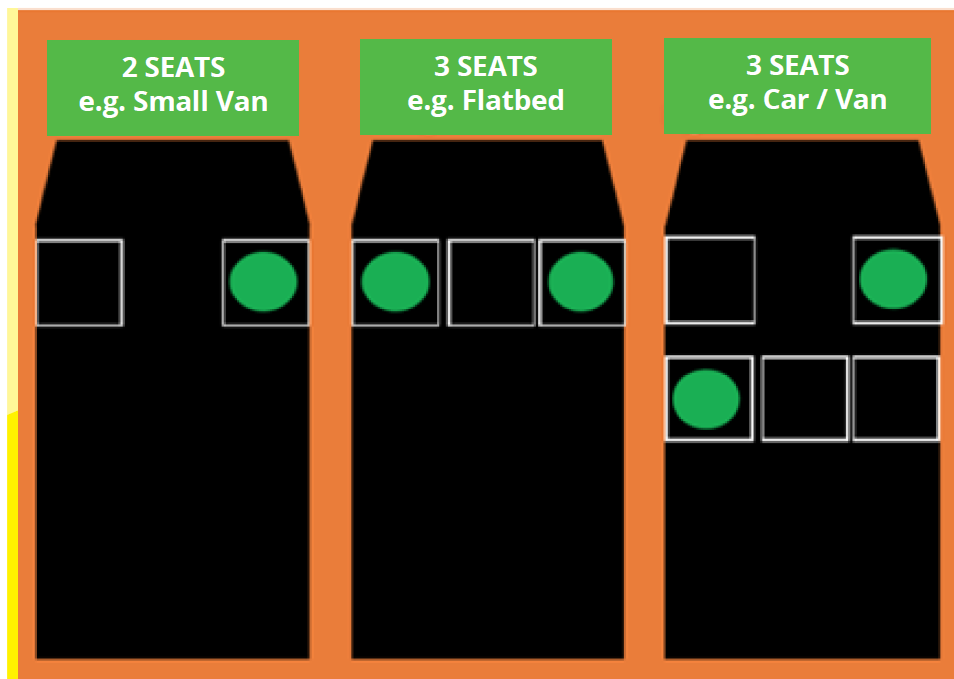 2 SEATS
e.g. Small Van
3 SEATS
e.g. Flatbed
3 SEATS
e.g. Car / Van